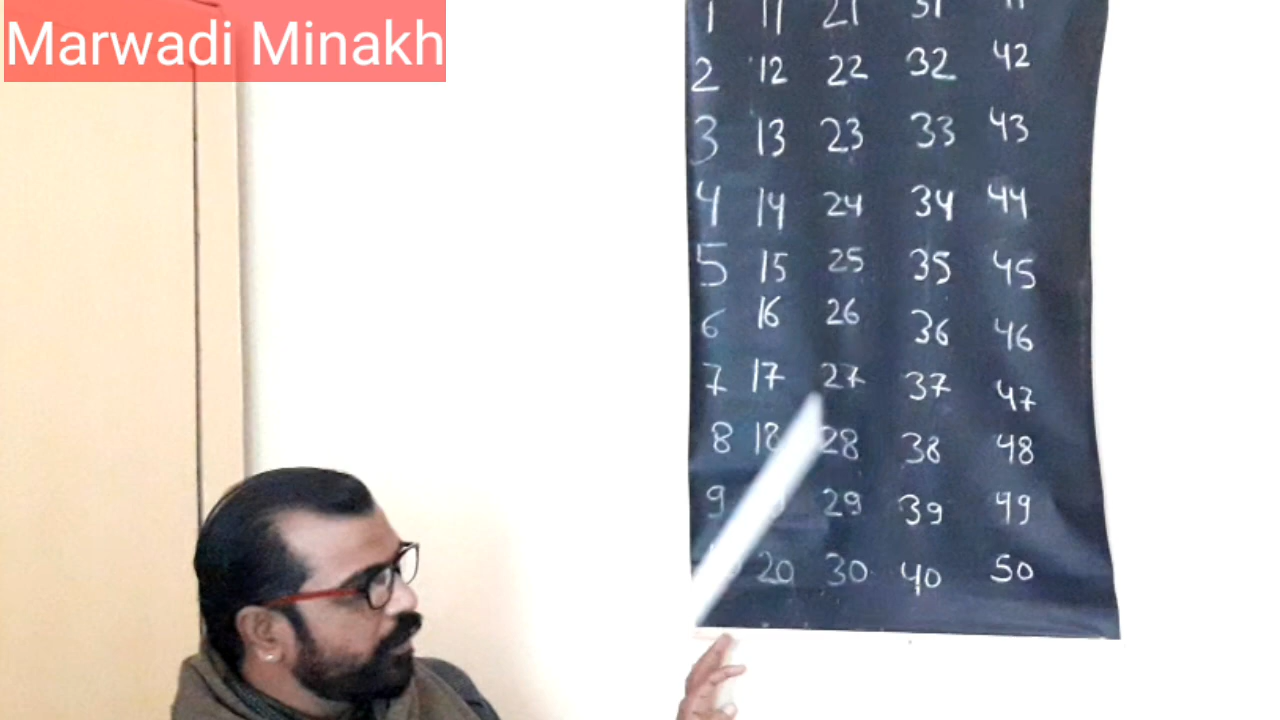 Marwadi Minakh
1 11 21 31
2 12 22 32 42
3 13 23 33 43
4 14 24 34 44
5 15 25 35 45
6 16 26 36 46
7 17 27 37 47
8 18 28 38 48
9 29 39 49
20 30 40 50